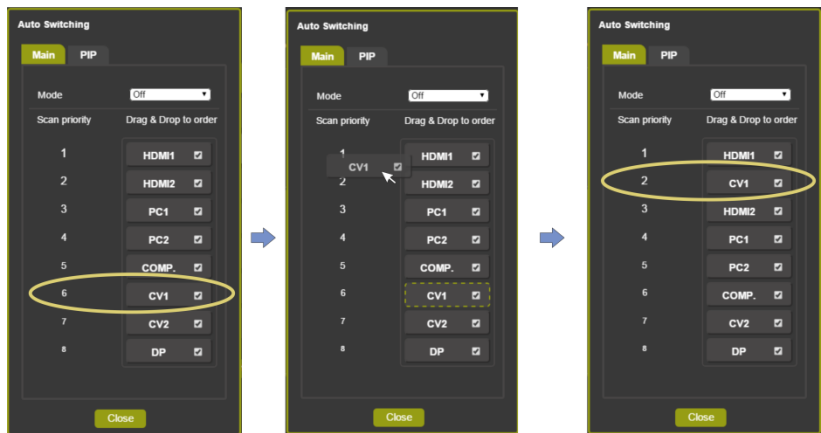 Auto Switching
Main PIP
Mode Off
Scan priority Drag & Drop to order
1 HDMI1
2 HDMI2
3 PC1
4 PC2
5 COMP.
6 CV1
7 CV2
8 DP
Close
Auto Switching
Main PIP
Mode Off
Scan priority Drag & Drop to order
1 HDMI1
CV1
2 HDMI2
3 PC1
4 PC2
5 COMP.
6 CV1
7 CV2
8 DP
Close
Auto Switching
Main PIP
Mode Off
Scan priority Drag & Drop to order
1 HDMI1
2 CV1
3 HDMI2
4 PC1
5 PC2
6 COMP.
7 CV2
8 DP
Close